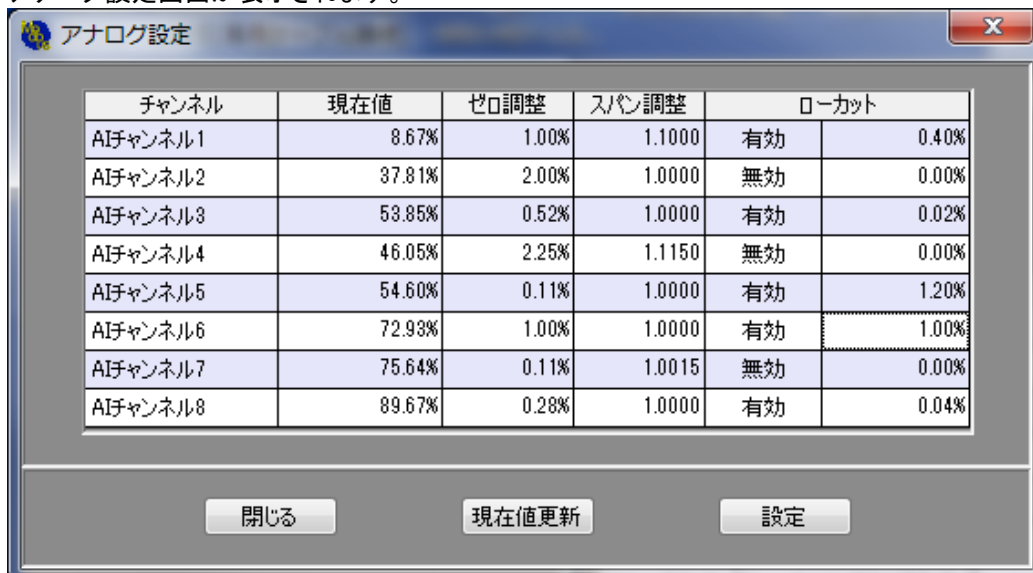 アナログ設定画面が表示されます。
アナログ設定
チャンネル 現在値 ゼロ調整 スパン調整 ローカット
AIチャンネル1 8.67% 1.00% 1.1000 有効 0.40%
AIチャンネル2 37.81% 2.00% 1.0000 無効 0.00%
AIチャンネル3 53.85% 0.52% 1.0000 有効 0.02%
AIチャンネル4 46.05% 2.25% 1.1150 無効 0.00%
AIチャンネル5 54.60% 0.11% 1.0000 有効 1.20%
AIチャンネル6 72.93% 1.00% 1.0000 有効 1.00%
AIチャンネル7 75.64% 0.11% 1.0015 無効 0.00%
AIチャンネル8 89.67% 0.28% 1.0000 有効 0.04%
閉じる 現在値更新 設定